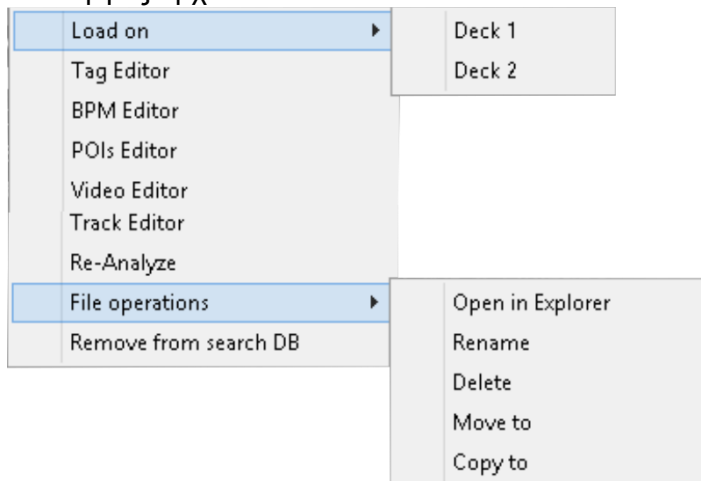 Load on
Deck 1
Deck 2
Tag Editor
BPM Editor
POIs Editor
Video Editor
Track Editor
Re-Analyze
File operations
Remove from search DB
Open in Explorer
Rename
Delete
Move to
Copy to